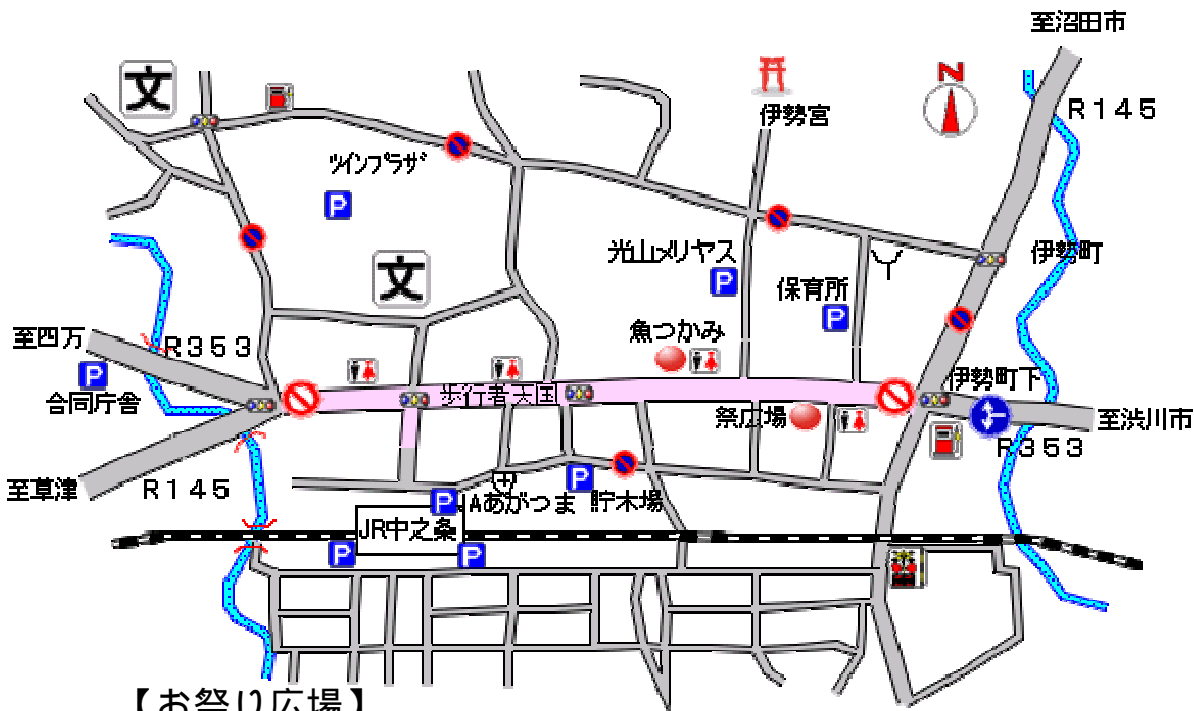 至沼田市
文
N
R145
伊勢宮
ツインプラザ
P
光山メリヤス
P
伊勢町
文
保育所
P
魚つかみ
至四万
R353
P
合同庁舎
歩行者天国
伊勢町下
祭広場
至渋川市
R353
至草津
R145
P
P
JAあがつま
貯木場
JR中之条
P
P
【お祭り広場】